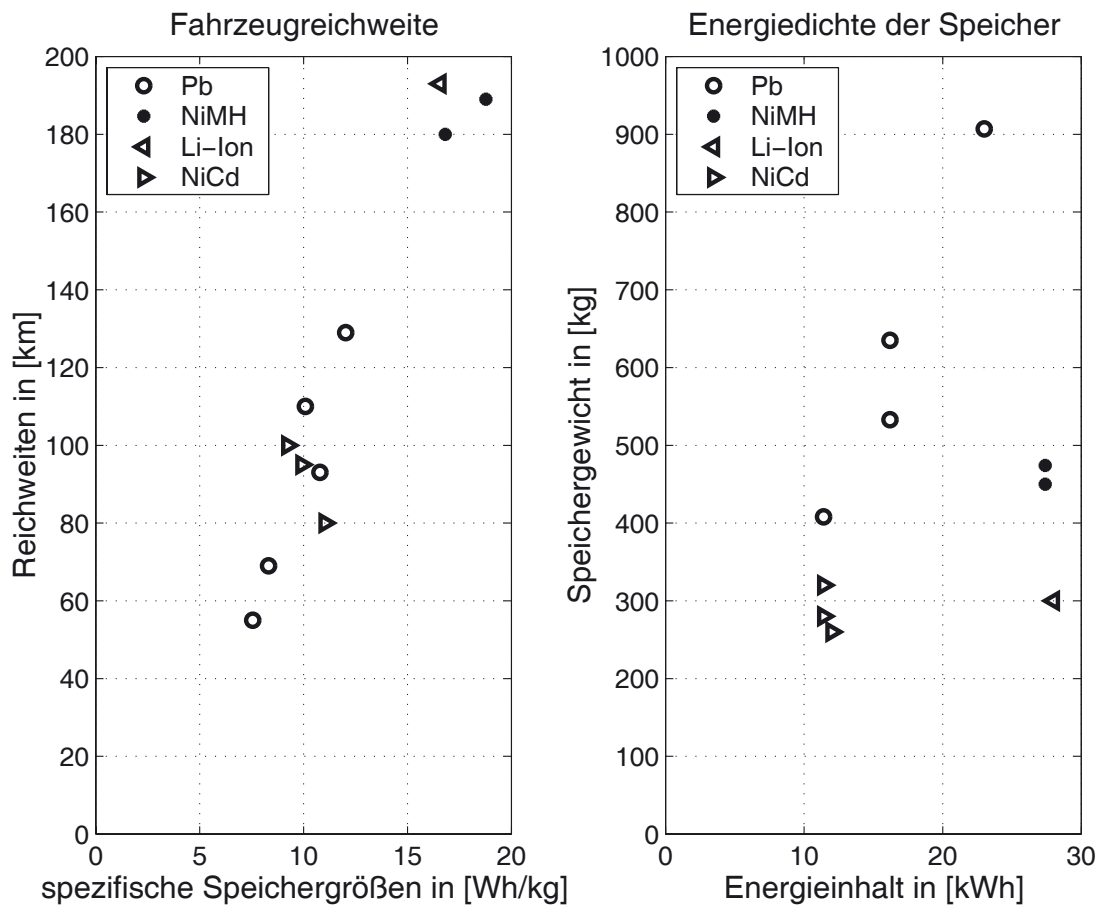 Fahrzeugreichweite
200
180
160
140
120
100
80
60
40
20
0
Reichweiten in [km]
Pb
NiMH
Li−Ion
NiCd
0 5 10 15 20
spezifische Speichergrößen in [Wh/kg]
Energiedichte der Speicher
1000
900
800
700
600
500
400
300
200
100
0
Speichergewicht in [kg]
Pb
NiMH
Li−Ion
NiCd
0 10 20 30
Energieinhalt in [kWh]